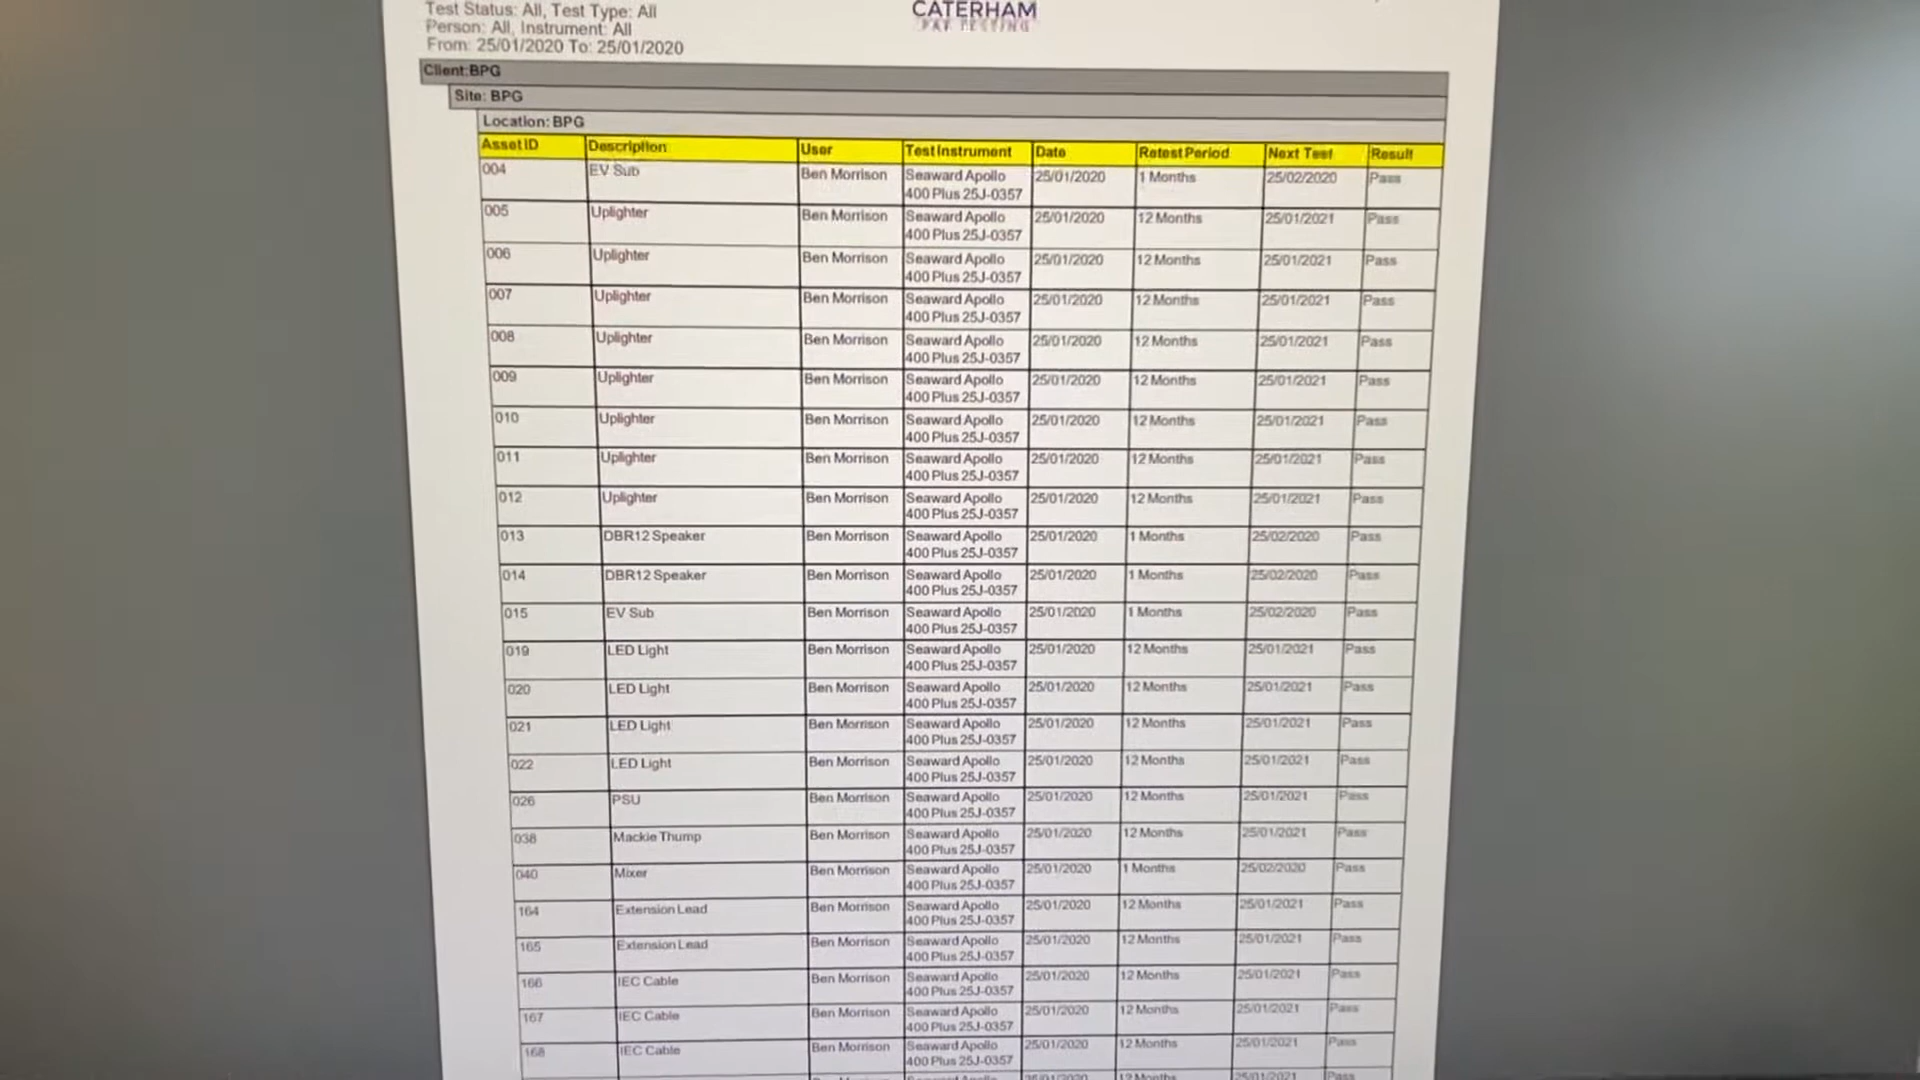 Test Status: All, Test Type: All
Person: All, Instrument: All
From: 25/01/2020 To: 25/01/2020
CATERHAM
PAT TESTING
Client:BPG
Site: BPG
Location: BPG
Asset ID Description User Test Instrument Date Retest Period Next Test Result
004 EV Sub Ben Morrison Seaward Apollo 25/01/2020 1 Months 25/02/2020 Pass
400 Plus 25J-0357
005 Uplighter Ben Morrison Seaward Apollo 25/01/2020 12 Months 25/01/2021 Pass
400 Plus 25J-0357
006 Uplighter Ben Morrison Seaward Apollo 25/01/2020 12 Months 25/01/2021 Pass
400 Plus 25J-0357
007 Uplighter Ben Morrison Seaward Apollo 25/01/2020 12 Months 25/01/2021 Pass
400 Plus 25J-0357
008 Uplighter Ben Morrison Seaward Apollo 25/01/2020 12 Months 25/01/2021 Pass
400 Plus 25J-0357
009 Uplighter Ben Morrison Seaward Apollo 25/01/2020 12 Months 25/01/2021 Pass
400 Plus 25J-0357
010 Uplighter Ben Morrison Seaward Apollo 25/01/2020 12 Months 25/01/2021 Pass
400 Plus 25J-0357
011 Uplighter Ben Morrison Seaward Apollo 25/01/2020 12 Months 25/01/2021 Pass
400 Plus 25J-0357
012 Uplighter Ben Morrison Seaward Apollo 25/01/2020 12 Months 25/01/2021 Pass
400 Plus 25J-0357
013 DBR12 Speaker Ben Morrison Seaward Apollo 25/01/2020 1 Months 25/02/2020 Pass
400 Plus 25J-0357
014 DBR12 Speaker Ben Morrison Seaward Apollo 25/01/2020 1 Months 25/02/2020 Pass
400 Plus 25J-0357
015 EV Sub Ben Morrison Seaward Apollo 25/01/2020 1 Months 25/02/2020 Pass
400 Plus 25J-0357
019 LED Light Ben Morrison Seaward Apollo 25/01/2020 12 Months 25/01/2021 Pass
400 Plus 25J-0357
020 LED Light Ben Morrison Seaward Apollo 25/01/2020 12 Months 25/01/2021 Pass
400 Plus 25J-0357
021 LED Light Ben Morrison Seaward Apollo 25/01/2020 12 Months 25/01/2021 Pass
400 Plus 25J-0357
022 LED Light Ben Morrison Seaward Apollo 25/01/2020 12 Months 25/01/2021 Pass
400 Plus 25J-0357
026 PSU Ben Morrison Seaward Apollo 25/01/2020 12 Months 25/01/2021 Pass
400 Plus 25J-0357
038 Mackie Thump Ben Morrison Seaward Apollo 25/01/2020 12 Months 25/01/2021 Pass
400 Plus 25J-0357
040 Mixer Ben Morrison Seaward Apollo 25/01/2020 1 Months 25/02/2020 Pass
400 Plus 25J-0357
164 Extension Lead Ben Morrison Seaward Apollo 25/01/2020 12 Months 25/01/2021 Pass
400 Plus 25J-0357
165 Extension Lead Ben Morrison Seaward Apollo 25/01/2020 12 Months 25/01/2021 Pass
400 Plus 25J-0357
166 IEC Cable Ben Morrison Seaward Apollo 25/01/2020 12 Months 25/01/2021 Pass
400 Plus 25J-0357
167 IEC Cable Ben Morrison Seaward Apollo 25/01/2020 12 Months 25/01/2021 Pass
400 Plus 25J-0357
168 IEC Cable Ben Morrison Seaward Apollo 25/01/2020 12 Months 25/01/2021 Pass
400 Plus 25J-0357